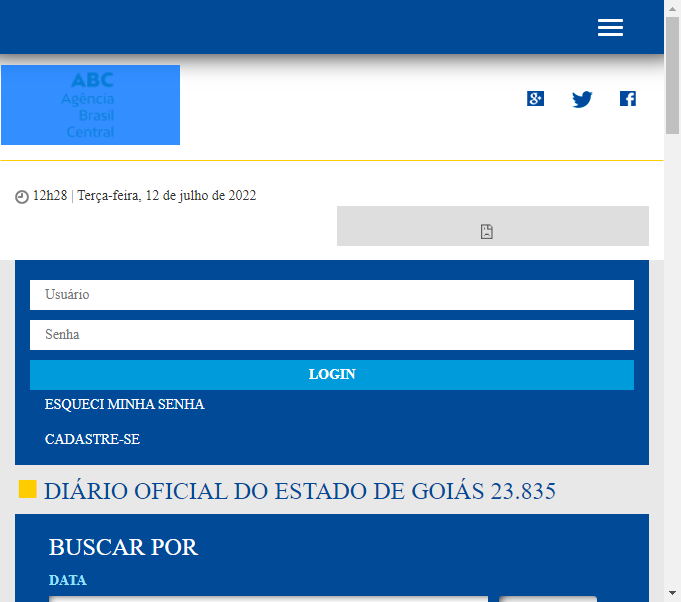 ABC
Agência
Brasil
Central
12h28 | Terça-feira, 12 de julho de 2022
Usuário
Senha
LOGIN
ESQUECI MINHA SENHA
CADASTRE-SE
DIÁRIO OFICIAL DO ESTADO DE GOIÁS 23.835
BUSCAR POR
DATA